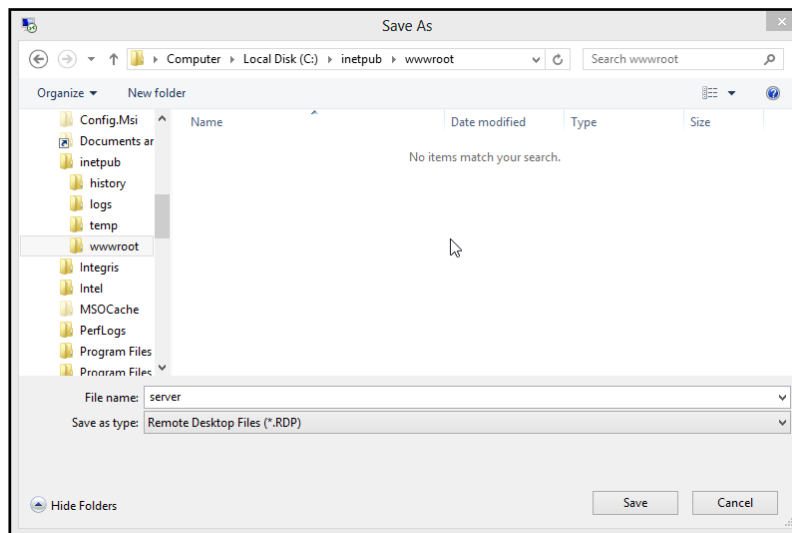 Save As
Computer Local Disk (C:) inetpub wwwroot Search wwwroot
Organize New folder
Name Date modified Type Size
No items match your search.
Config.Msi
Documents ar
inetpub
history
logs
temp
wwwroot
Integris
Intel
MSOCache
PerfLogs
Program Files
Program Files
File name: server
Save as type: Remote Desktop Files (*.RDP)
Hide Folders Save Cancel